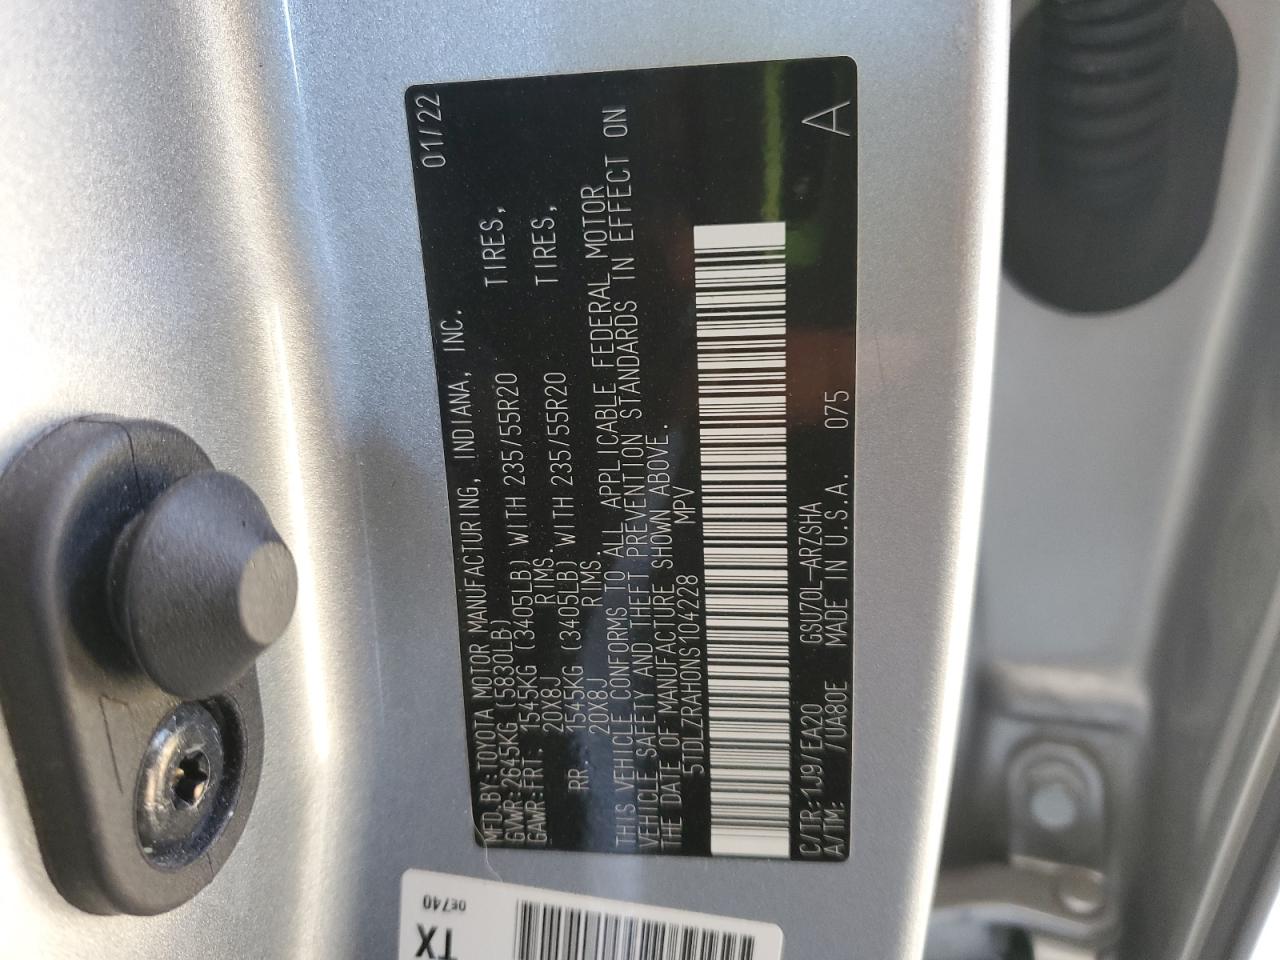 MFD.BY:TOYOTA MOTOR MANUFACTURING, INDIANA, INC. 01/22
GVWR:2645KG (5830LB)
GAWR:FRT: 1545KG (3405LB) WITH 235/55R20 TIRES,
20X8J RIMS.
RR: 1545KG (3405LB) WITH 235/55R20 TIRES,
20X8J RIMS.
THIS VEHICLE CONFORMS TO ALL APPLICABLE FEDERAL MOTOR
VEHICLE SAFETY AND THEFT PREVENTION STANDARDS IN EFFECT ON
THE DATE OF MANUFACTURE SHOWN ABOVE.
5TDLZRAH0NS104228 MPV
C/TR:1J9/EA20 GSU70L-ARZSHA
A/TM: /UA80E MADE IN U.S.A. 075 A
0E740
TX